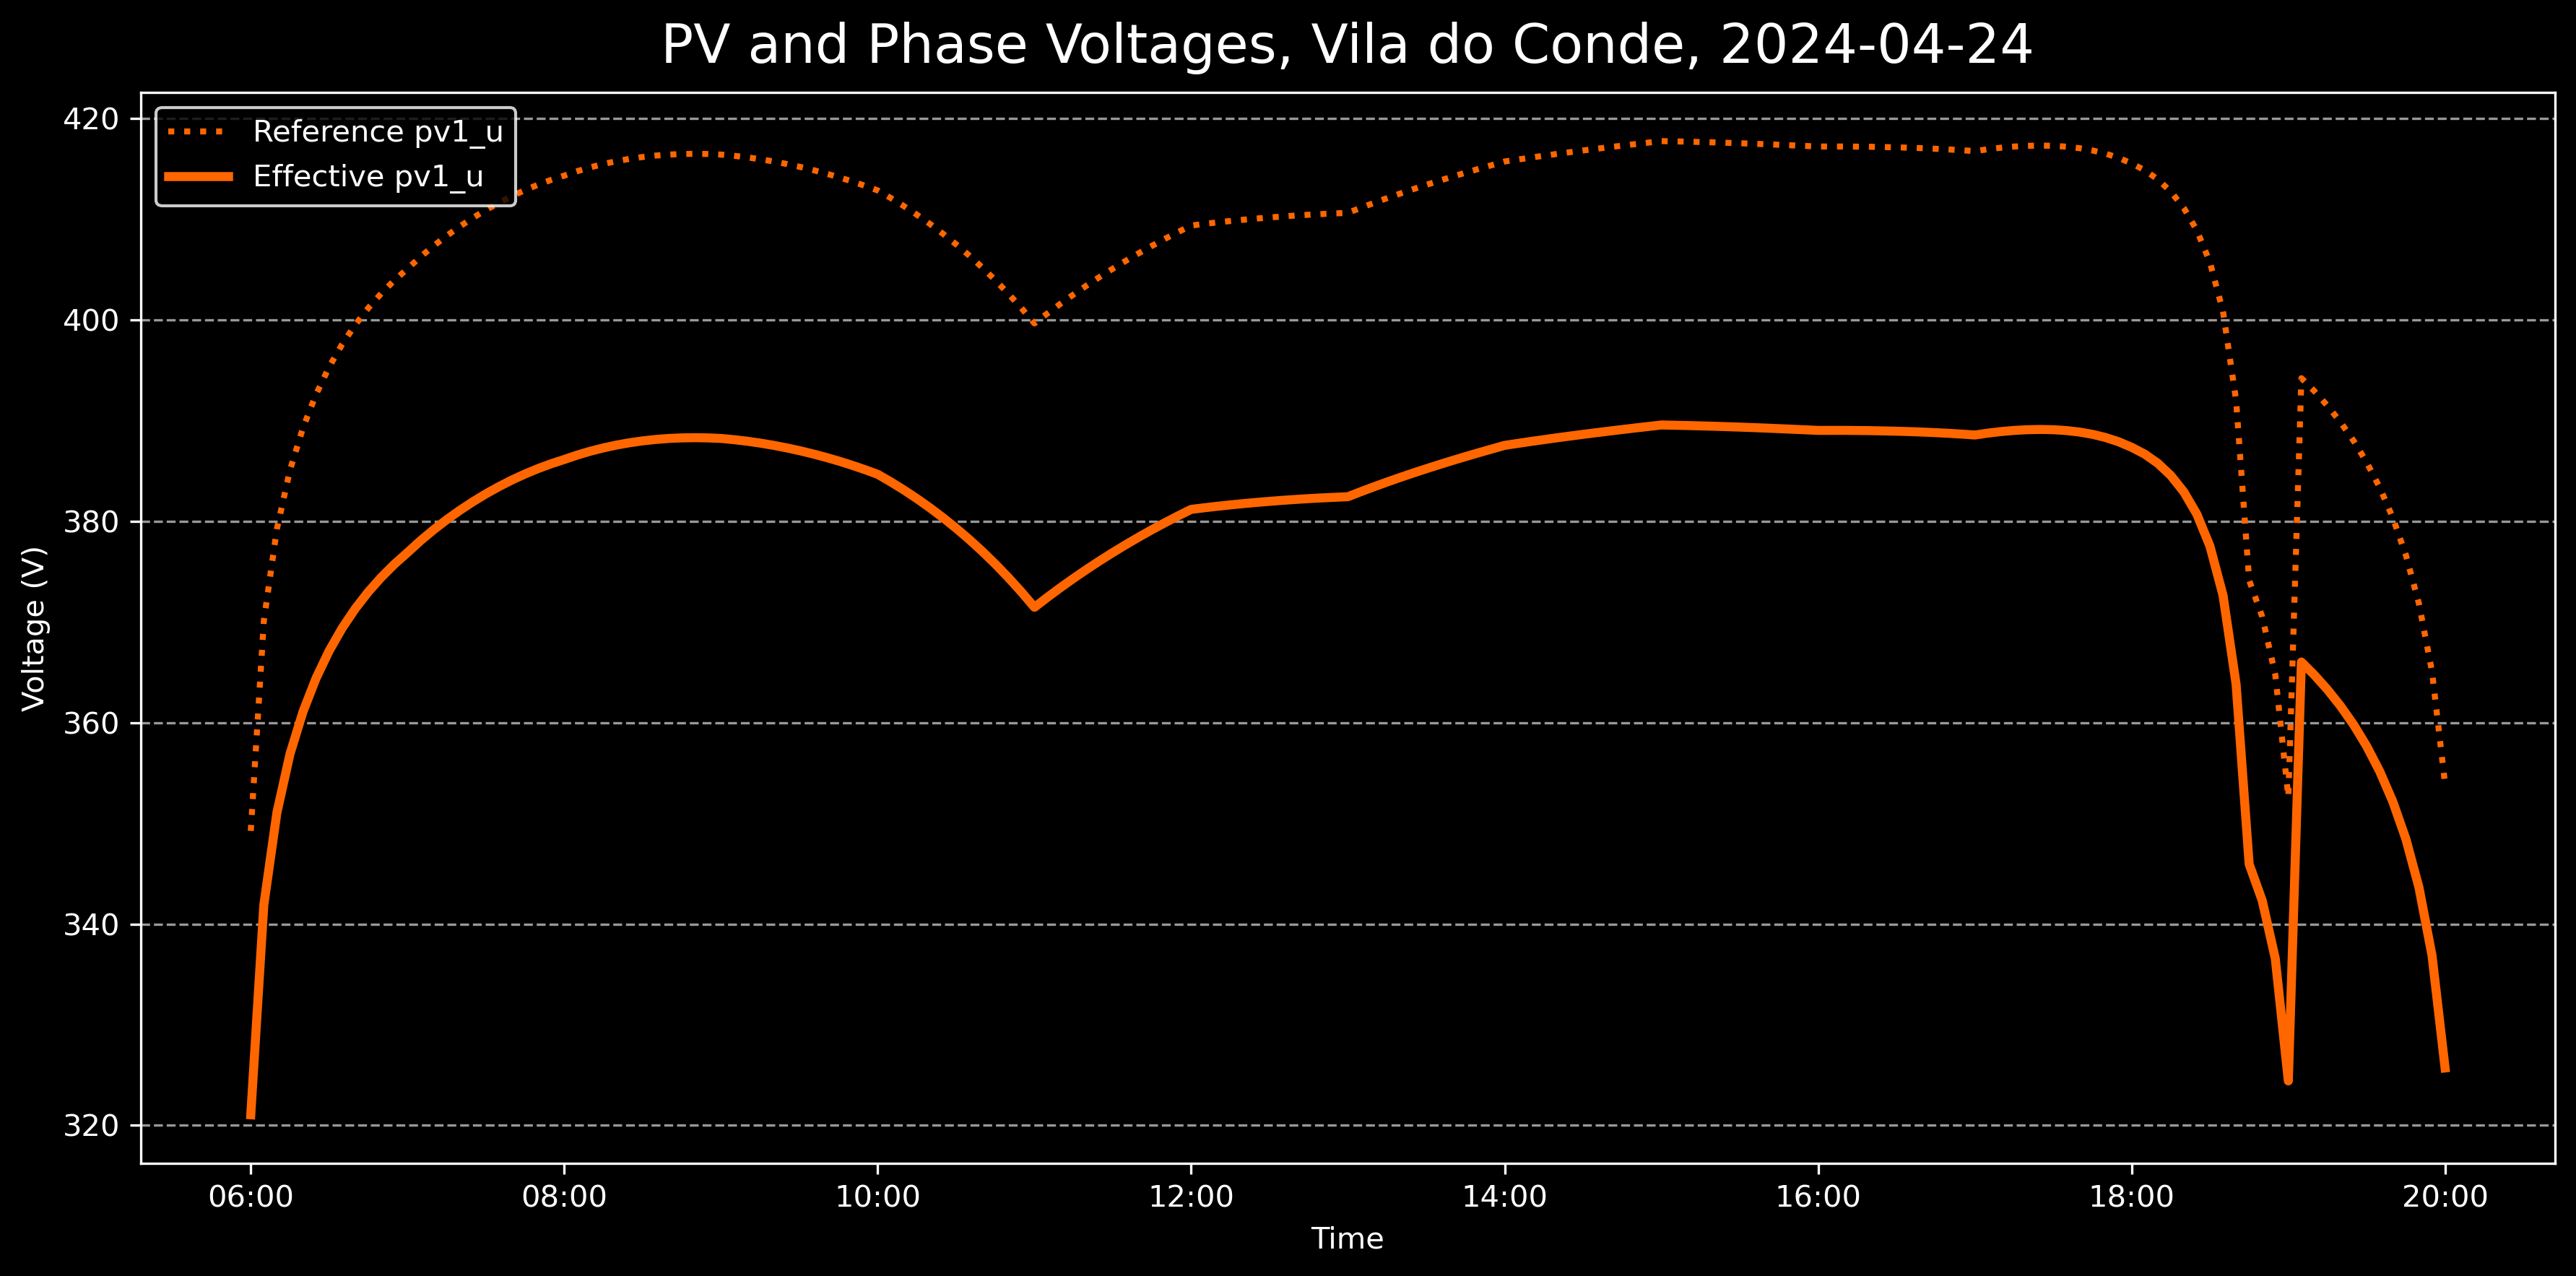 PV and Phase Voltages, Vila do Conde, 2024-04-24
Reference pv1_u
Effective pv1_u
Voltage (V)
420
400
380
360
340
320
06:00 08:00 10:00 12:00 14:00 16:00 18:00 20:00
Time